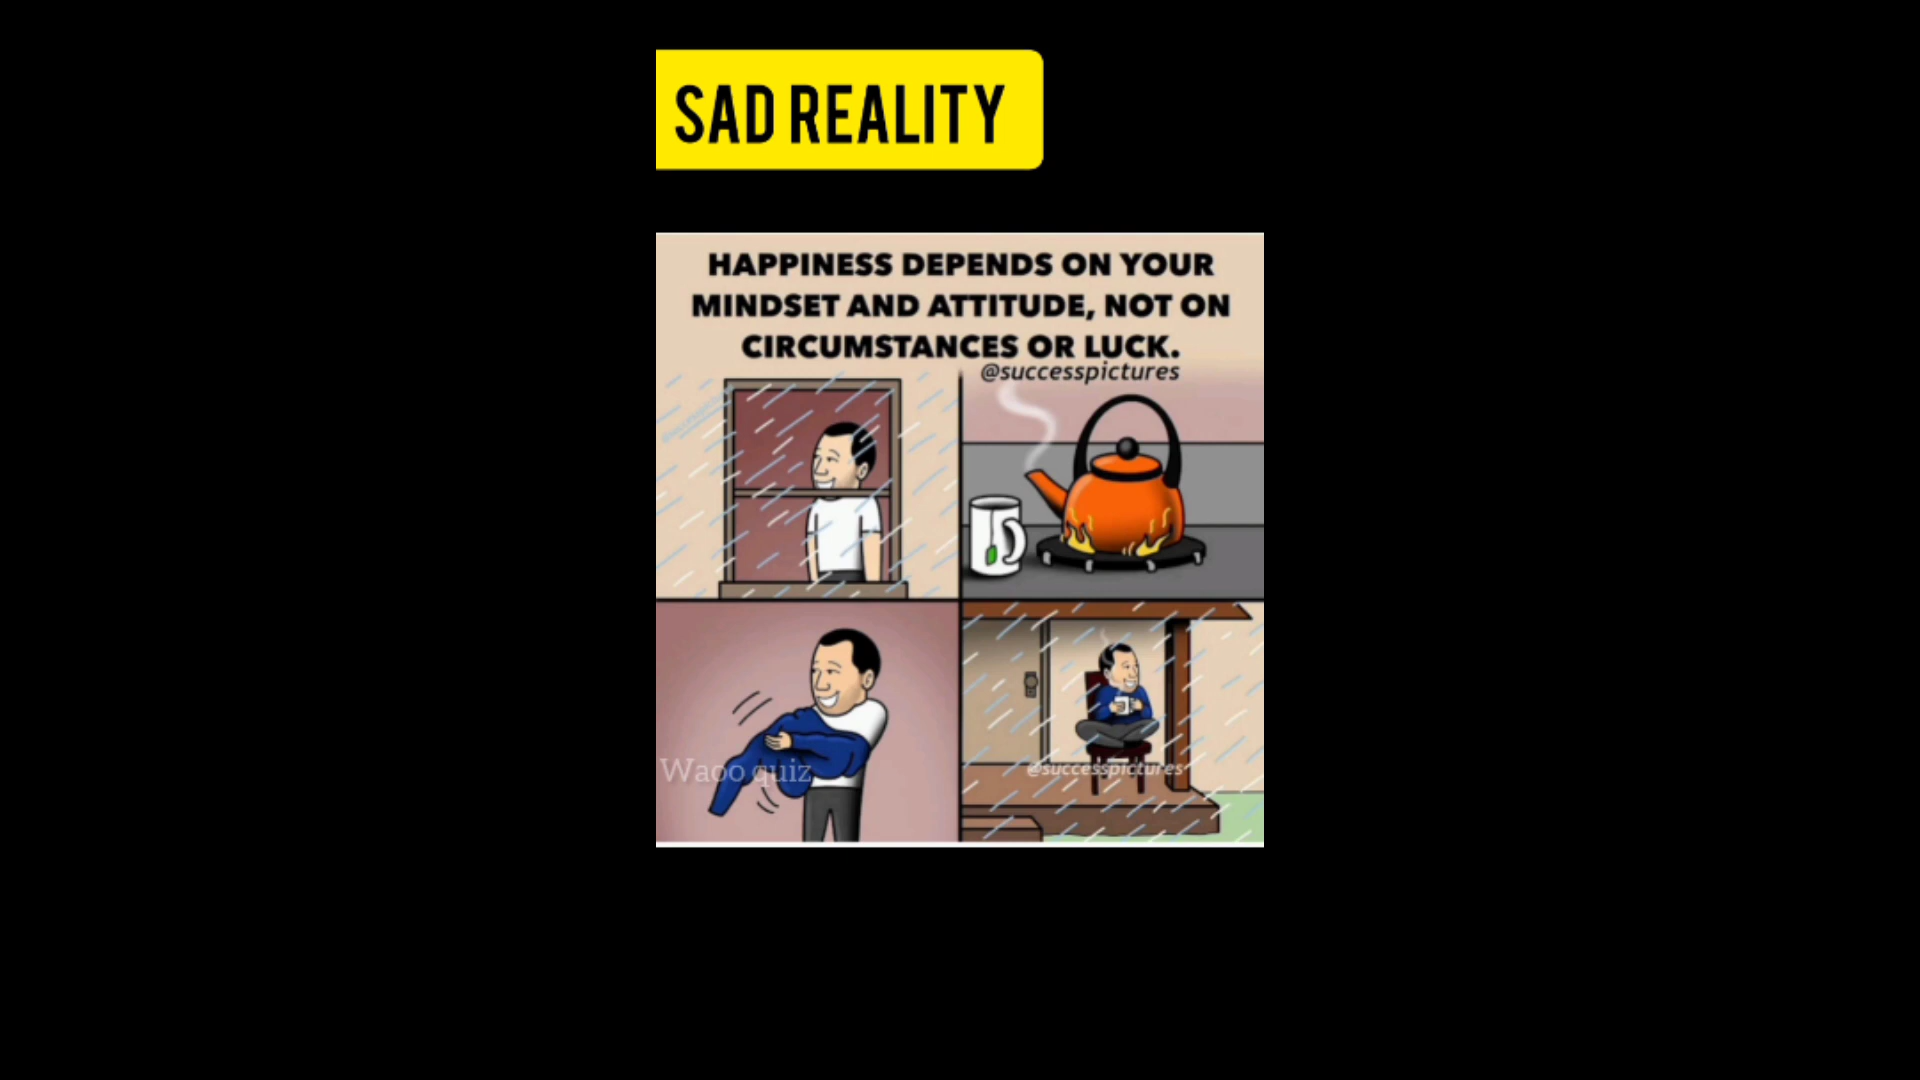 SAD REALITY
HAPPINESS DEPENDS ON YOUR
MINDSET AND ATTITUDE, NOT ON
CIRCUMSTANCES OR LUCK.
@successpictures
Waoo quiz
@successpictures